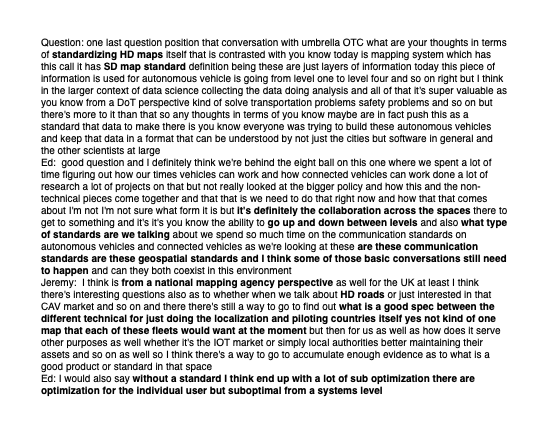 Question: one last question position that conversation with umbrella OTC what are your thoughts in terms
of standardizing HD maps itself that is contrasted with you know today is mapping system which has
this call it has SD map standard definition being these are just layers of information today this piece of
information is used for autonomous vehicle is going from level one to level four and so on right but I think
in the larger context of data science collecting the data doing analysis and all of that it's super valuable as
you know from a DoT perspective kind of solve transportation problems safety problems and so on but
there's more to it than that so any thoughts in terms of you know maybe are in fact push this as a
standard that data to make there is you know everyone was trying to build these autonomous vehicles
and keep that data in a format that can be understood by not just the cities but software in general and
the other scientists at large
Ed:  good question and I definitely think we're behind the eight ball on this one where we spent a lot of
time figuring out how our times vehicles can work and how connected vehicles can work done a lot of
research a lot of projects on that but not really looked at the bigger policy and how this and the non-
technical pieces come together and that that is we need to do that right now and how that that comes
about I'm not I'm not sure what form it is but it's definitely the collaboration across the spaces there to
get to something and it's it's you know the ability to go up and down between levels and also what type
of standards are we talking about we spend so much time on the communication standards on
autonomous vehicles and connected vehicles as we're looking at these are these communication
standards are these geospatial standards and I think some of those basic conversations still need
to happen and can they both coexist in this environment
Jeremy:  I think is from a national mapping agency perspective as well for the UK at least I think
there's interesting questions also as to whether when we talk about HD roads or just interested in that
CAV market and so on and there there's still a way to go to find out what is a good spec between the
different technical for just doing the localization and piloting countries itself yes not kind of one
map that each of these fleets would want at the moment but then for us as well as how does it serve
other purposes as well whether it's the IOT market or simply local authorities better maintaining their
assets and so on as well so I think there's a way to go to accumulate enough evidence as to what is a
good product or standard in that space
Ed: I would also say without a standard I think end up with a lot of sub optimization there are
optimization for the individual user but suboptimal from a systems level